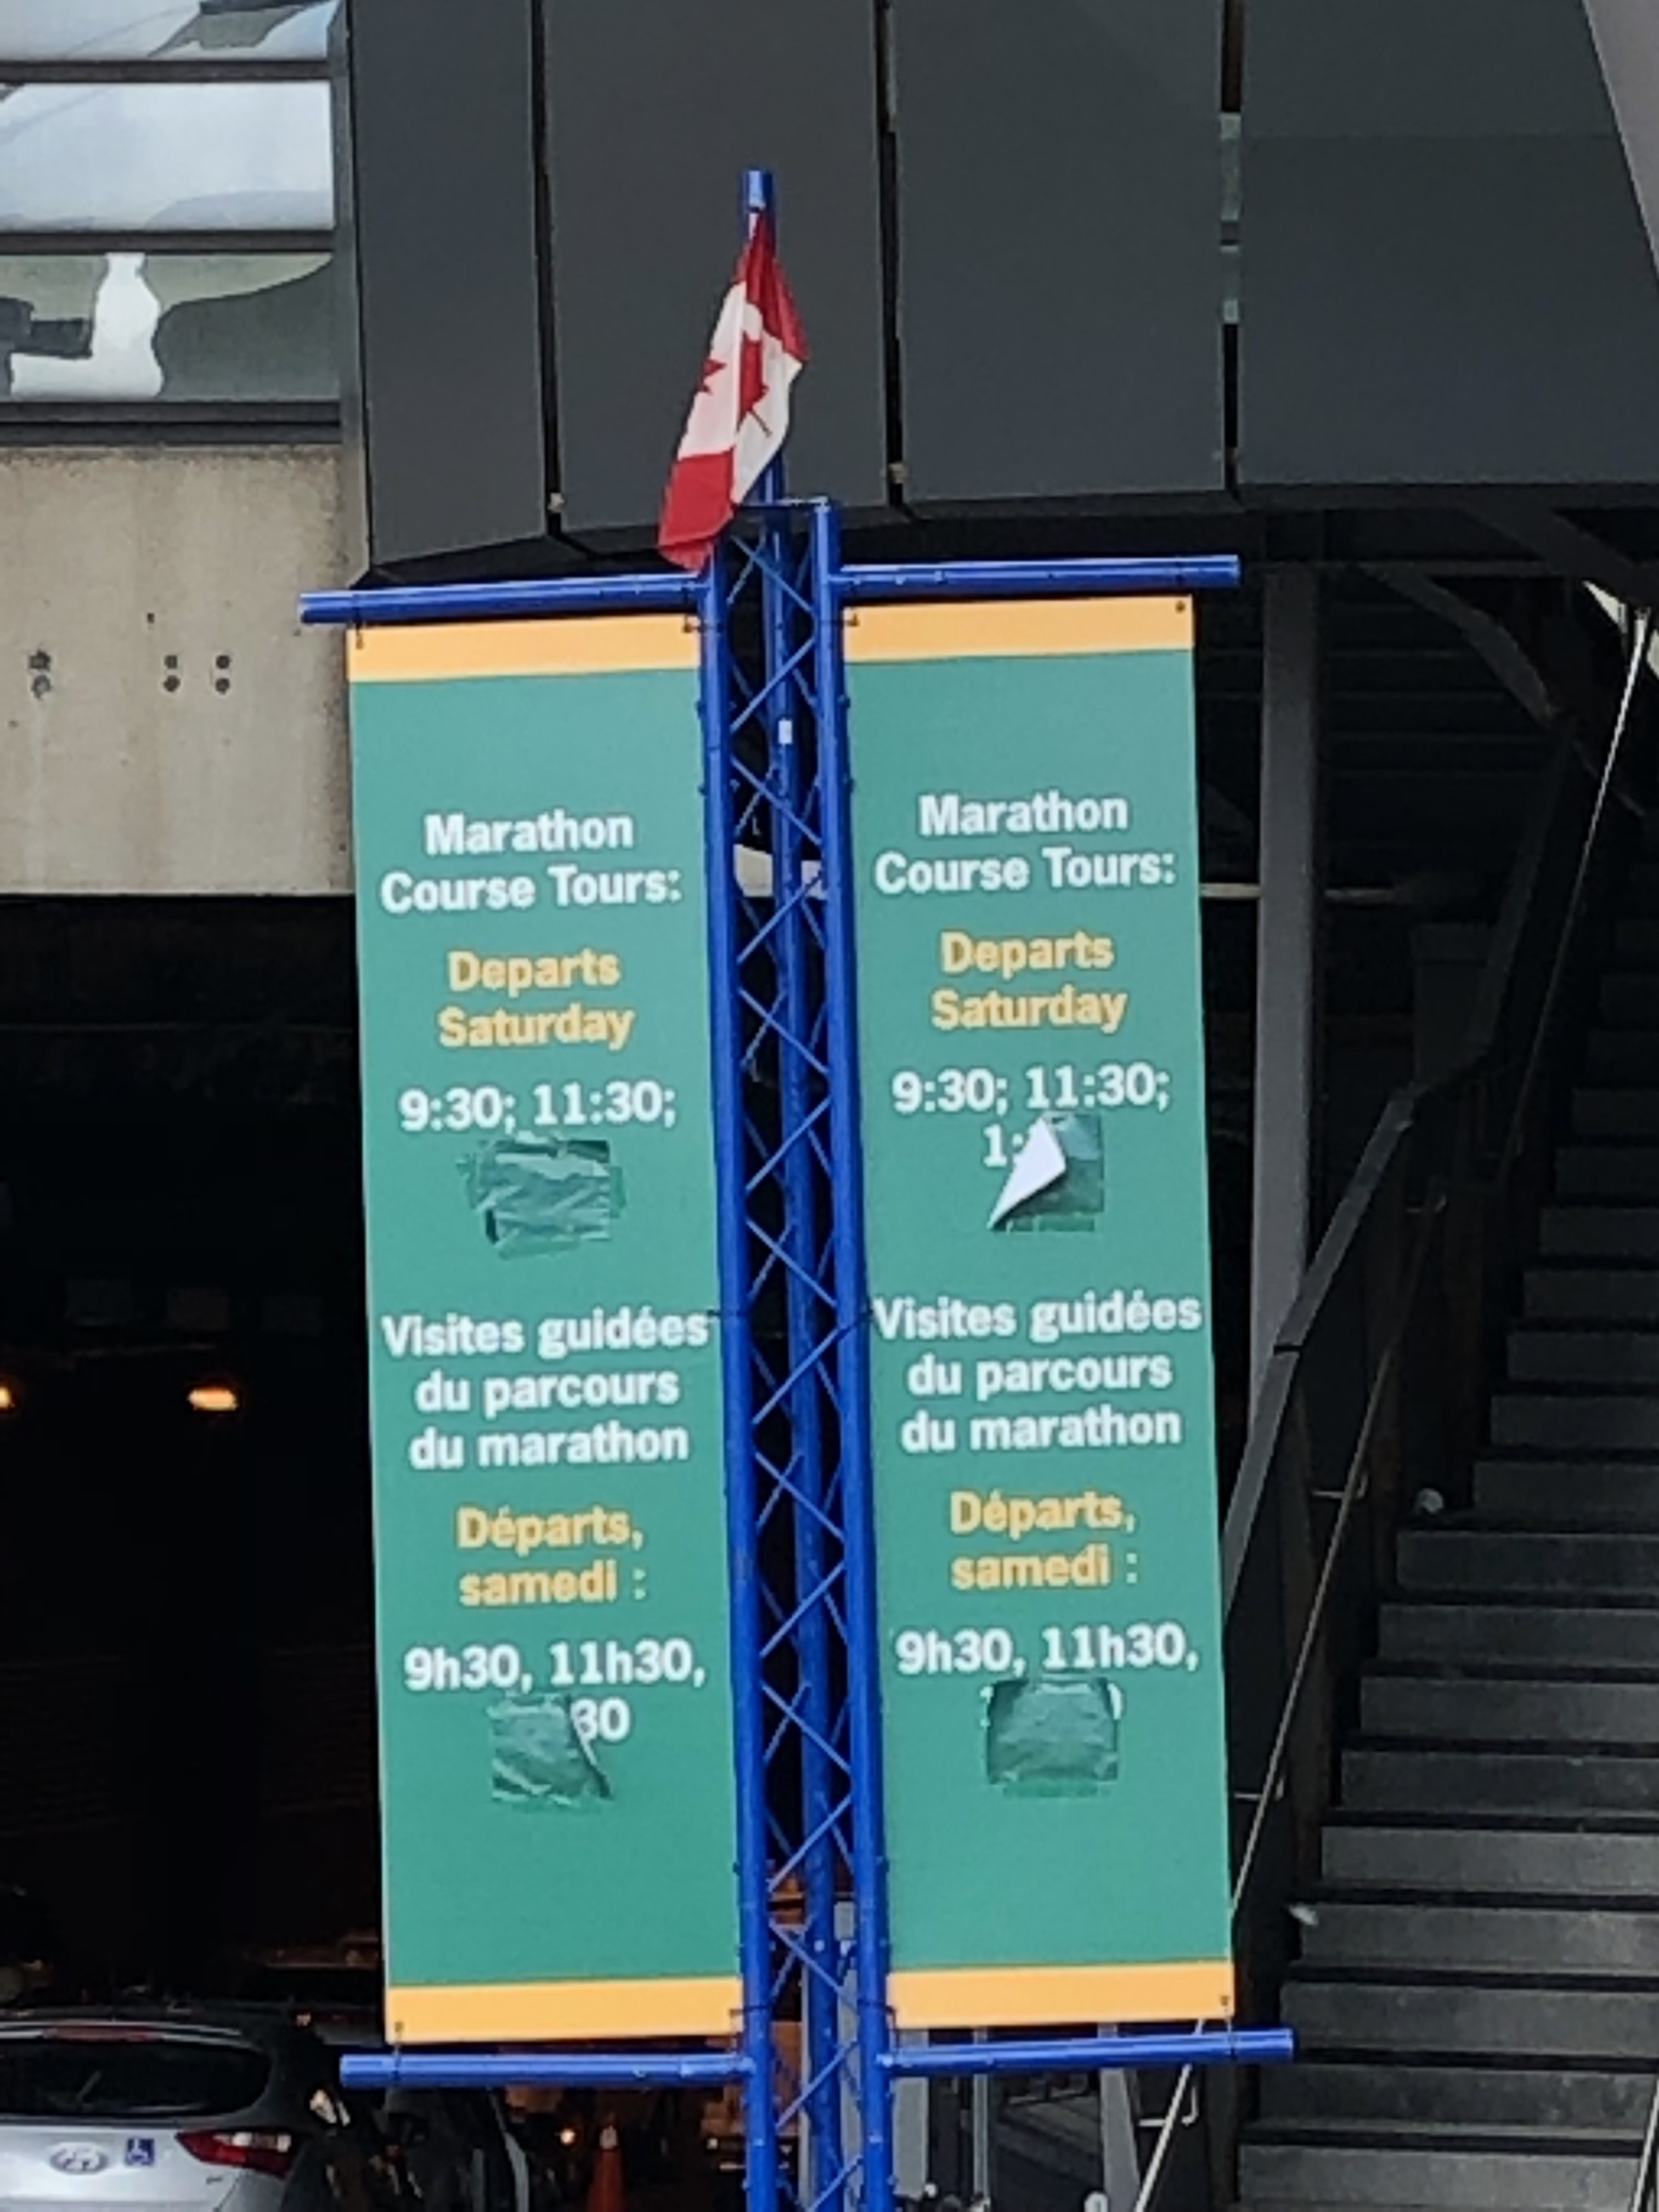 Marathon
Course Tours:
Departs
Saturday
9:30; 11:30;
Visites guidées
du parcours
du marathon
Départs,
samedi :
9h30, 11h30,
30
Marathon
Course Tours:
Departs
Saturday
9:30; 11:30;
1:
Visites guidées
du parcours
du marathon
Départs,
samedi :
9h30, 11h30,